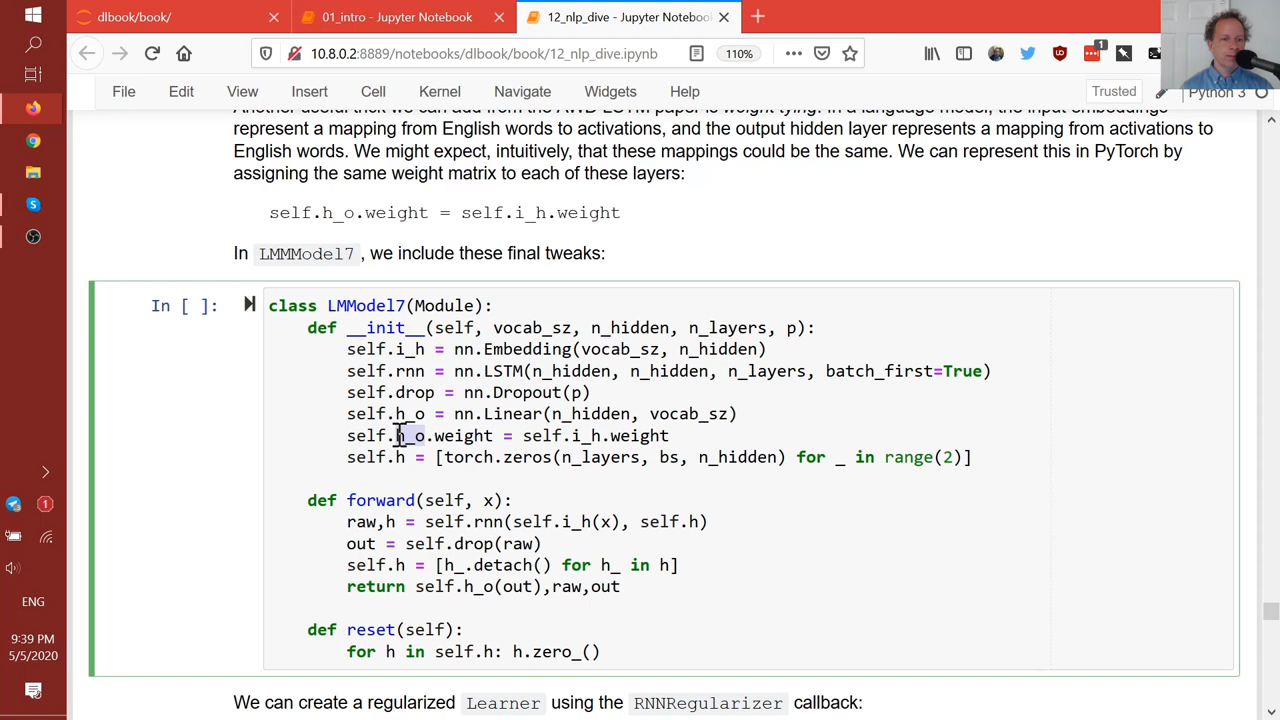 dlbook/book/
01_intro - Jupyter Notebook
12_nlp_dive - Jupyter Notebook
10.8.0.2:8889/notebooks/dlbook/book/12_nlp_dive.ipynb
110%
1
File Edit View Insert Cell Kernel Navigate Widgets Help
Trusted
Python 3
represent a mapping from English words to activations, and the output hidden layer represents a mapping from activations to
English words. We might expect, intuitively, that these mappings could be the same. We can represent this in PyTorch by
assigning the same weight matrix to each of these layers:
self.h_o.weight = self.i_h.weight
In LMMModel7, we include these final tweaks:
In [ ]:
class LMModel7(Module):
    def __init__(self, vocab_sz, n_hidden, n_layers, p):
        self.i_h = nn.Embedding(vocab_sz, n_hidden)
        self.rnn = nn.LSTM(n_hidden, n_hidden, n_layers, batch_first=True)
        self.drop = nn.Dropout(p)
        self.h_o = nn.Linear(n_hidden, vocab_sz)
        self.h_o.weight = self.i_h.weight
        self.h = [torch.zeros(n_layers, bs, n_hidden) for _ in range(2)]
    def forward(self, x):
        raw,h = self.rnn(self.i_h(x), self.h)
        out = self.drop(raw)
        self.h = [h_.detach() for h_ in h]
        return self.h_o(out),raw,out
    def reset(self):
        for h in self.h: h.zero_()
We can create a regularized Learner using the RNNRegularizer callback:
1
ENG
9:39 PM
5/5/2020